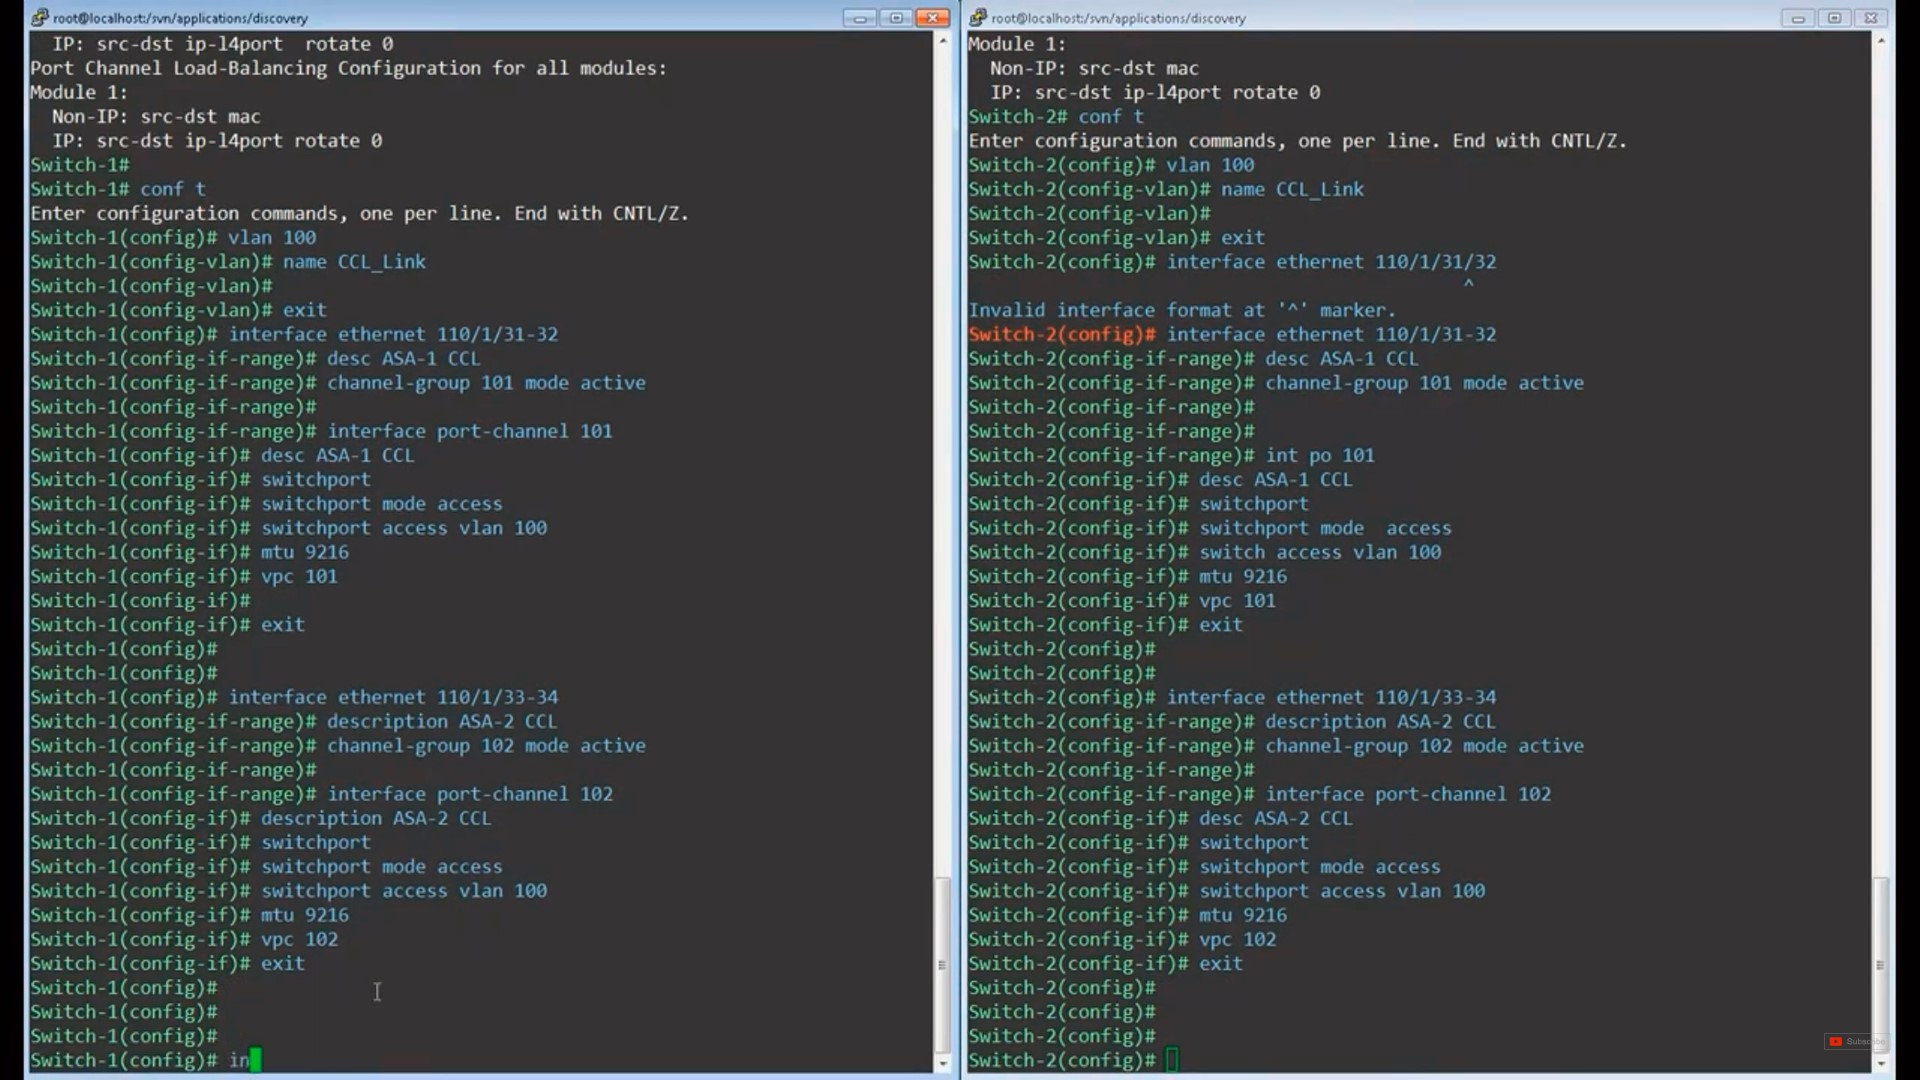 root@localhost:/svn/applications/discovery
IP: src-dst ip-l4port  rotate 0
Port Channel Load-Balancing Configuration for all modules:
Module 1:
Non-IP: src-dst mac
IP: src-dst ip-l4port rotate 0
Switch-1#
Switch-1# conf t
Enter configuration commands, one per line. End with CNTL/Z.
Switch-1(config)# vlan 100
Switch-1(config-vlan)# name CCL_Link
Switch-1(config-vlan)#
Switch-1(config-vlan)# exit
Switch-1(config)# interface ethernet 110/1/31-32
Switch-1(config-if-range)# desc ASA-1 CCL
Switch-1(config-if-range)# channel-group 101 mode active
Switch-1(config-if-range)#
Switch-1(config-if-range)# interface port-channel 101
Switch-1(config-if)# desc ASA-1 CCL
Switch-1(config-if)# switchport
Switch-1(config-if)# switchport mode access
Switch-1(config-if)# switchport access vlan 100
Switch-1(config-if)# mtu 9216
Switch-1(config-if)# vpc 101
Switch-1(config-if)#
Switch-1(config-if)# exit
Switch-1(config)#
Switch-1(config)#
Switch-1(config)# interface ethernet 110/1/33-34
Switch-1(config-if-range)# description ASA-2 CCL
Switch-1(config-if-range)# channel-group 102 mode active
Switch-1(config-if-range)#
Switch-1(config-if-range)# interface port-channel 102
Switch-1(config-if)# description ASA-2 CCL
Switch-1(config-if)# switchport
Switch-1(config-if)# switchport mode access
Switch-1(config-if)# switchport access vlan 100
Switch-1(config-if)# mtu 9216
Switch-1(config-if)# vpc 102
Switch-1(config-if)# exit
Switch-1(config)#
Switch-1(config)#
Switch-1(config)#
Switch-1(config)# in
root@localhost:/svn/applications/discovery
Module 1:
Non-IP: src-dst mac
IP: src-dst ip-l4port rotate 0
Switch-2# conf t
Enter configuration commands, one per line. End with CNTL/Z.
Switch-2(config)# vlan 100
Switch-2(config-vlan)# name CCL_Link
Switch-2(config-vlan)#
Switch-2(config-vlan)# exit
Switch-2(config)# interface ethernet 110/1/31/32
^
Invalid interface format at '^' marker.
Switch-2(config)# interface ethernet 110/1/31-32
Switch-2(config-if-range)# desc ASA-1 CCL
Switch-2(config-if-range)# channel-group 101 mode active
Switch-2(config-if-range)#
Switch-2(config-if-range)#
Switch-2(config-if-range)# int po 101
Switch-2(config-if)# desc ASA-1 CCL
Switch-2(config-if)# switchport
Switch-2(config-if)# switchport mode  access
Switch-2(config-if)# switch access vlan 100
Switch-2(config-if)# mtu 9216
Switch-2(config-if)# vpc 101
Switch-2(config-if)# exit
Switch-2(config)#
Switch-2(config)#
Switch-2(config)# interface ethernet 110/1/33-34
Switch-2(config-if-range)# description ASA-2 CCL
Switch-2(config-if-range)# channel-group 102 mode active
Switch-2(config-if-range)#
Switch-2(config-if-range)# interface port-channel 102
Switch-2(config-if)# desc ASA-2 CCL
Switch-2(config-if)# switchport
Switch-2(config-if)# switchport mode access
Switch-2(config-if)# switchport access vlan 100
Switch-2(config-if)# mtu 9216
Switch-2(config-if)# vpc 102
Switch-2(config-if)# exit
Switch-2(config)#
Switch-2(config)#
Switch-2(config)#
Switch-2(config)#